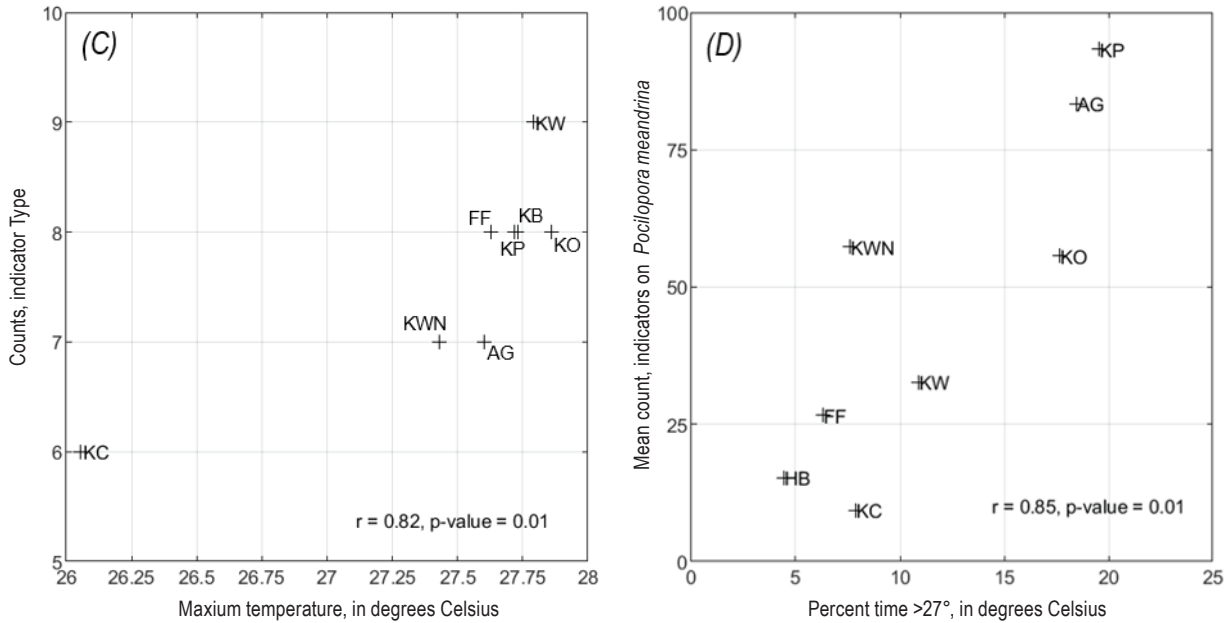 (C)
Counts, indicator Type
10
9
8
7
6
5
KW
FF
KB
KP
KO
KWN
AG
KC
r = 0.82, p-value = 0.01
26
26.25
26.5
26.75
27
27.25
27.5
27.75
28
Maxium temperature, in degrees Celsius
(D)
Mean count, indicators on Pocilopora meandrina
100
75
50
25
0
KP
AG
KWN
KO
KW
FF
HB
KC
r = 0.85, p-value = 0.01
0
5
10
15
20
25
Percent time >27°, in degrees Celsius